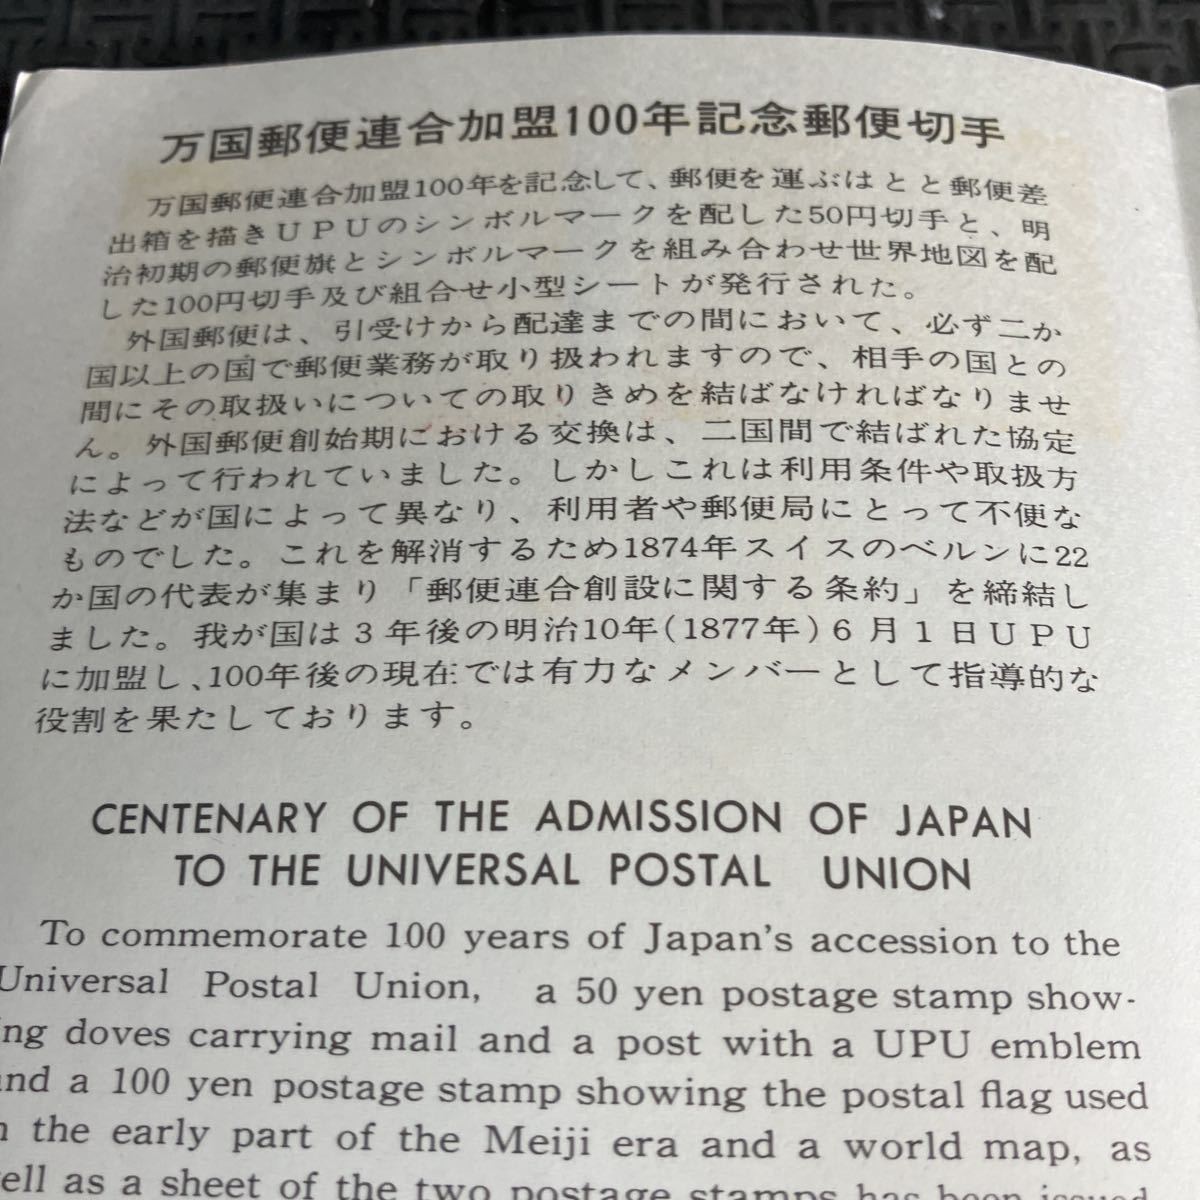 万国郵便連合加盟100年記念郵便切手
万国郵便連合加盟100年を記念して、郵便を運ぶはとと郵便差
出箱を描きUPUのシンボルマークを配した50円切手と、明
治初期の郵便旗とシンボルマークを組み合わせ世界地図を配
した100円切手及び組合せ小型シートが発行された。
外国郵便は、引受けから配達までの間において、必ず二か
国以上の国で郵便業務が取り扱われますので、相手の国との
間にその取扱いについての取りきめを結ばなければなりませ
ん。外国郵便創始期における交換は、二国間で結ばれた協定
によって行われていました。しかしこれは利用条件や取扱方
法などが国によって異なり、利用者や郵便局にとって不便な
ものでした。これを解消するため1874年スイスのベルンに22
か国の代表が集まり「郵便連合創設に関する条約」を締結し
ました。我が国は3年後の明治10年(1877年)6月1日UPU
に加盟し、100年後の現在では有力なメンバーとして指導的な
役割を果たしております。
CENTENARY OF THE ADMISSION OF JAPAN
TO THE UNIVERSAL POSTAL UNION
To commemorate 100 years of Japan's accession to the
Universal Postal Union, a 50 yen postage stamp show-
ing doves carrying mail and a post with a UPU emblem
and a 100 yen postage stamp showing the postal flag used
n the early part of the Meiji era and a world map, as
well as a sheet of the two postage stamps has been issued